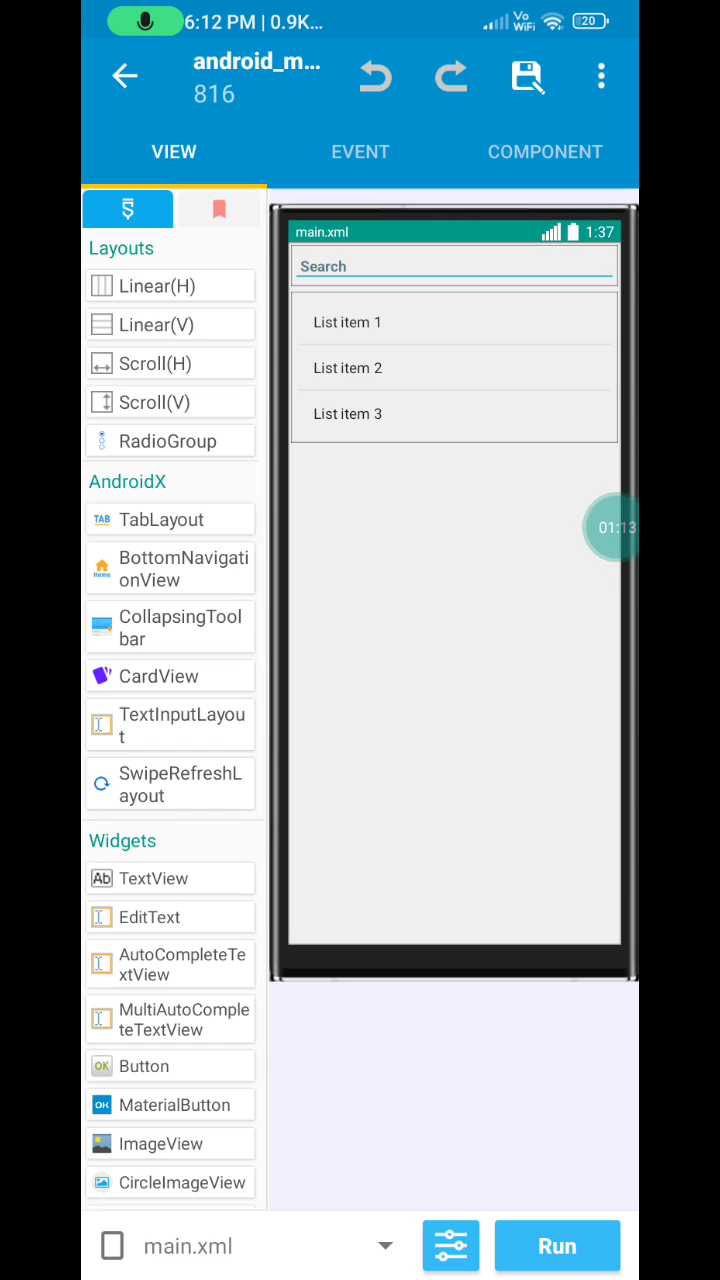 6:12 PM | 0.9K...
Vo
WiFi
20
android_m...
816
VIEW
EVENT
COMPONENT
Layouts
Linear(H)
Linear(V)
Scroll(H)
Scroll(V)
RadioGroup
AndroidX
TAB
TabLayout
Home
BottomNavigati
onView
CollapsingTool
bar
CardView
TextInputLayou
t
SwipeRefreshL
ayout
Widgets
Ab
TextView
EditText
AutoCompleteTe
xtView
MultiAutoComple
teTextView
OK
Button
OK
MaterialButton
ImageView
CircleImageView
main.xml
1:37
Search
List item 1
List item 2
List item 3
01:13
main.xml
Run